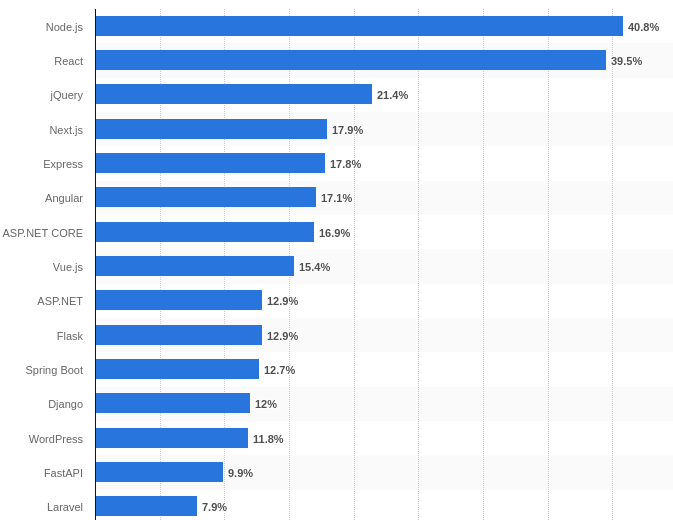 Node.js 40.8%
React 39.5%
jQuery 21.4%
Next.js 17.9%
Express 17.8%
Angular 17.1%
ASP.NET CORE 16.9%
Vue.js 15.4%
ASP.NET 12.9%
Flask 12.9%
Spring Boot 12.7%
Django 12%
WordPress 11.8%
FastAPI 9.9%
Laravel 7.9%